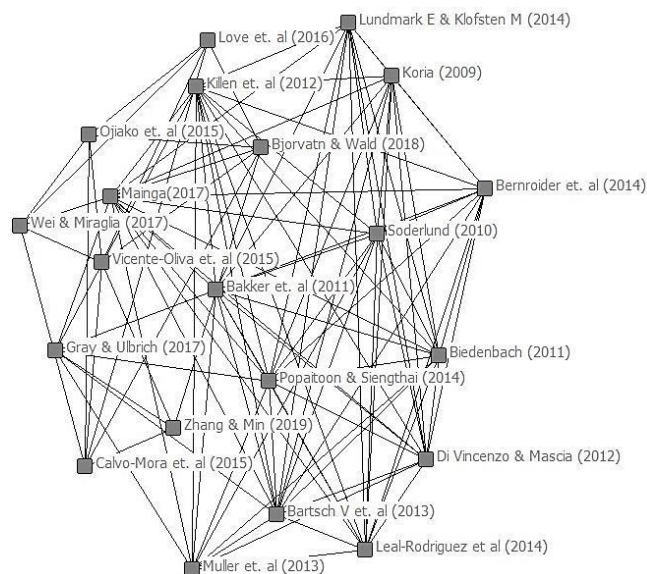 Lundmark E & Klofsten M (2014)
Love et. al (2016)
Koria (2009)
Killen et. al (2012)
Ojiako et. al (2015)
Bjorvatn & Wald (2018)
Bernroider et. al (2014)
Mainga(2017)
Wei & Miraglia (2017)
Soderlund (2010)
Vicente-Oliva et. al (2015)
Bakker et. al (2011)
Gray & Ulbrich (2017)
Biedenbach (2011)
Popaitoon & Siengthai (2014)
Zhang & Min (2019)
Di Vincenzo & Mascia (2012)
Calvo-Mora et. al (2015)
Bartsch V et. al (2013)
Leal-Rodriguez et al (2014)
Muller et. al (2013)